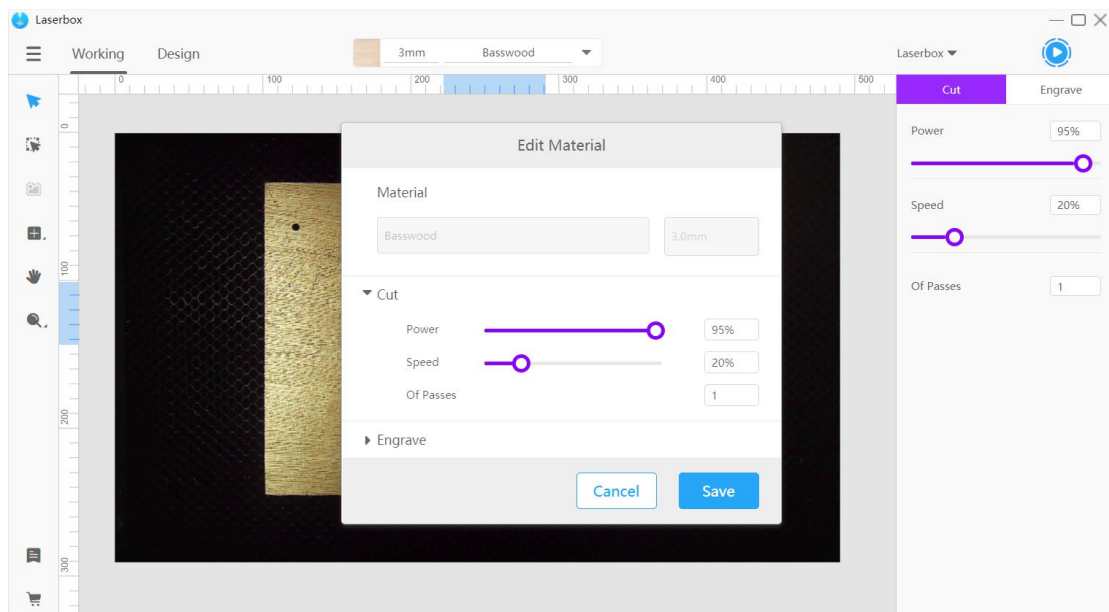 Laserbox
Working Design 3mm Basswood Laserbox
0 100 200 300 400 500
Cut Engrave
Power 95%
Speed 20%
Of Passes 1
0
100
200
300
Edit Material
Material
Basswood 3.0mm
Cut
Power 95%
Speed 20%
Of Passes 1
Engrave
Cancel Save